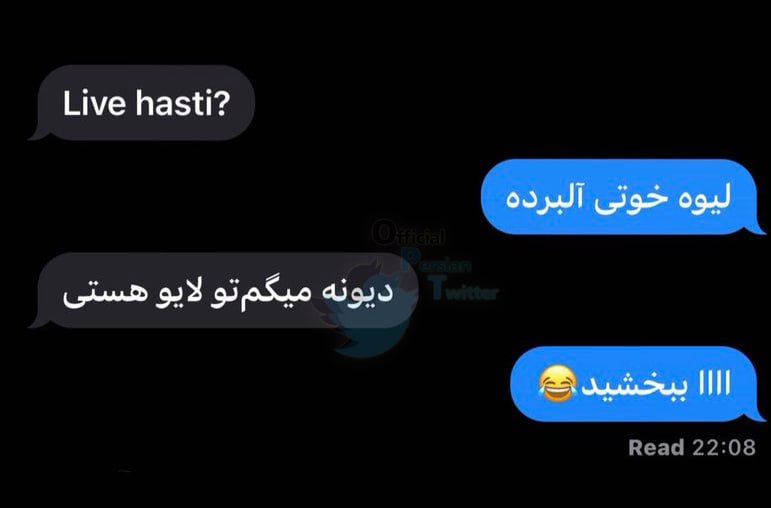 Live hasti?
لیوه خوتی آلبرده
Official
Persian
Twitter
دیونه میگم‌تو لایو هستی
اااا ببخشید😂
Read 22:08